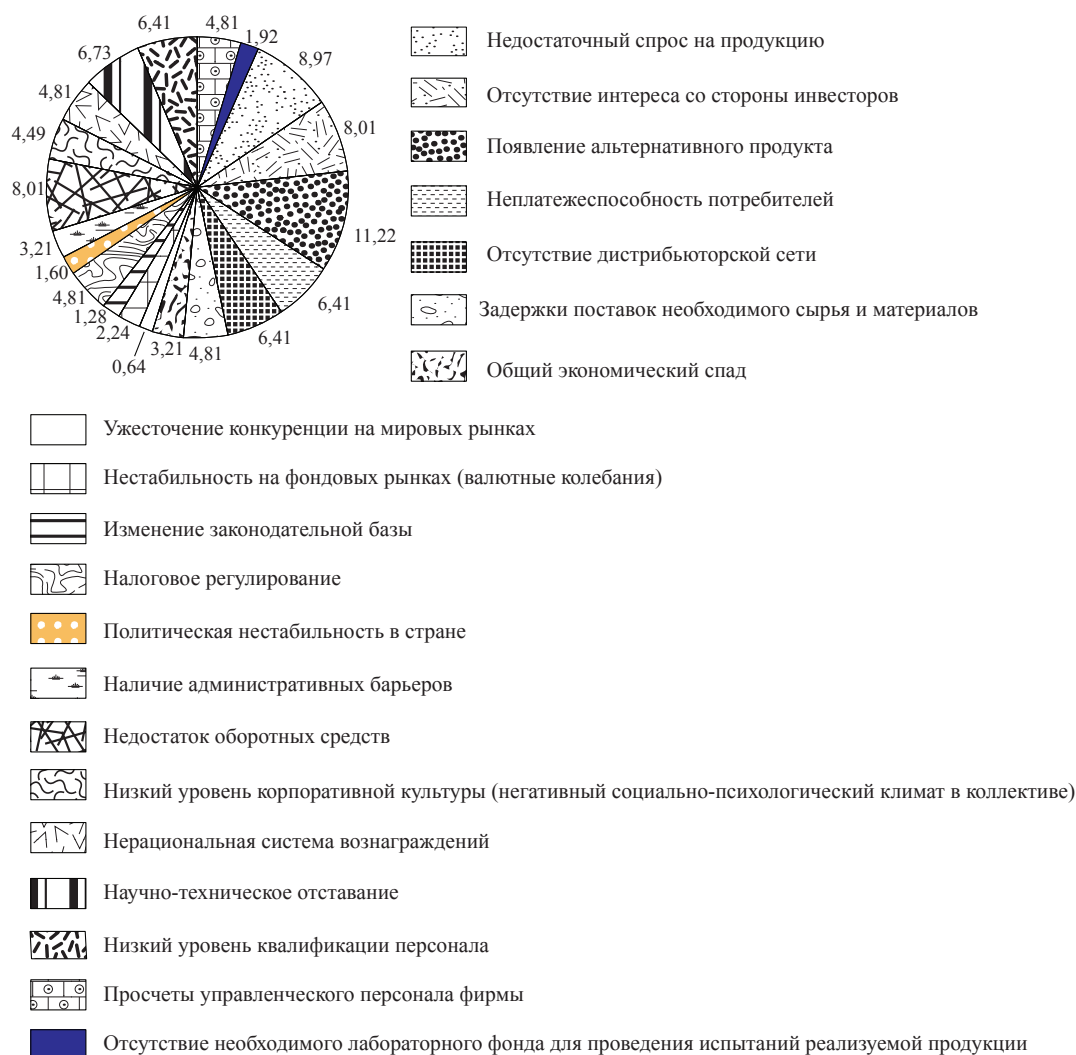 6,41
4,81
1,92
6,73
8,97
4,81
8,01
4,49
8,01
11,22
3,21
1,60
6,41
4,81
1,28
2,24
6,41
3,21
4,81
0,64
Недостаточный спрос на продукцию
Отсутствие интереса со стороны инвесторов
Появление альтернативного продукта
Неплатежеспособность потребителей
Отсутствие дистрибьюторской сети
Задержки поставок необходимого сырья и материалов
Общий экономический спад
Ужесточение конкуренции на мировых рынках
Нестабильность на фондовых рынках (валютные колебания)
Изменение законодательной базы
Налоговое регулирование
Политическая нестабильность в стране
Наличие административных барьеров
Недостаток оборотных средств
Низкий уровень корпоративной культуры (негативный социально-психологический климат в коллективе)
Нерациональная система вознаграждений
Научно-техническое отставание
Низкий уровень квалификации персонала
Просчеты управленческого персонала фирмы
Отсутствие необходимого лабораторного фонда для проведения испытаний реализуемой продукции